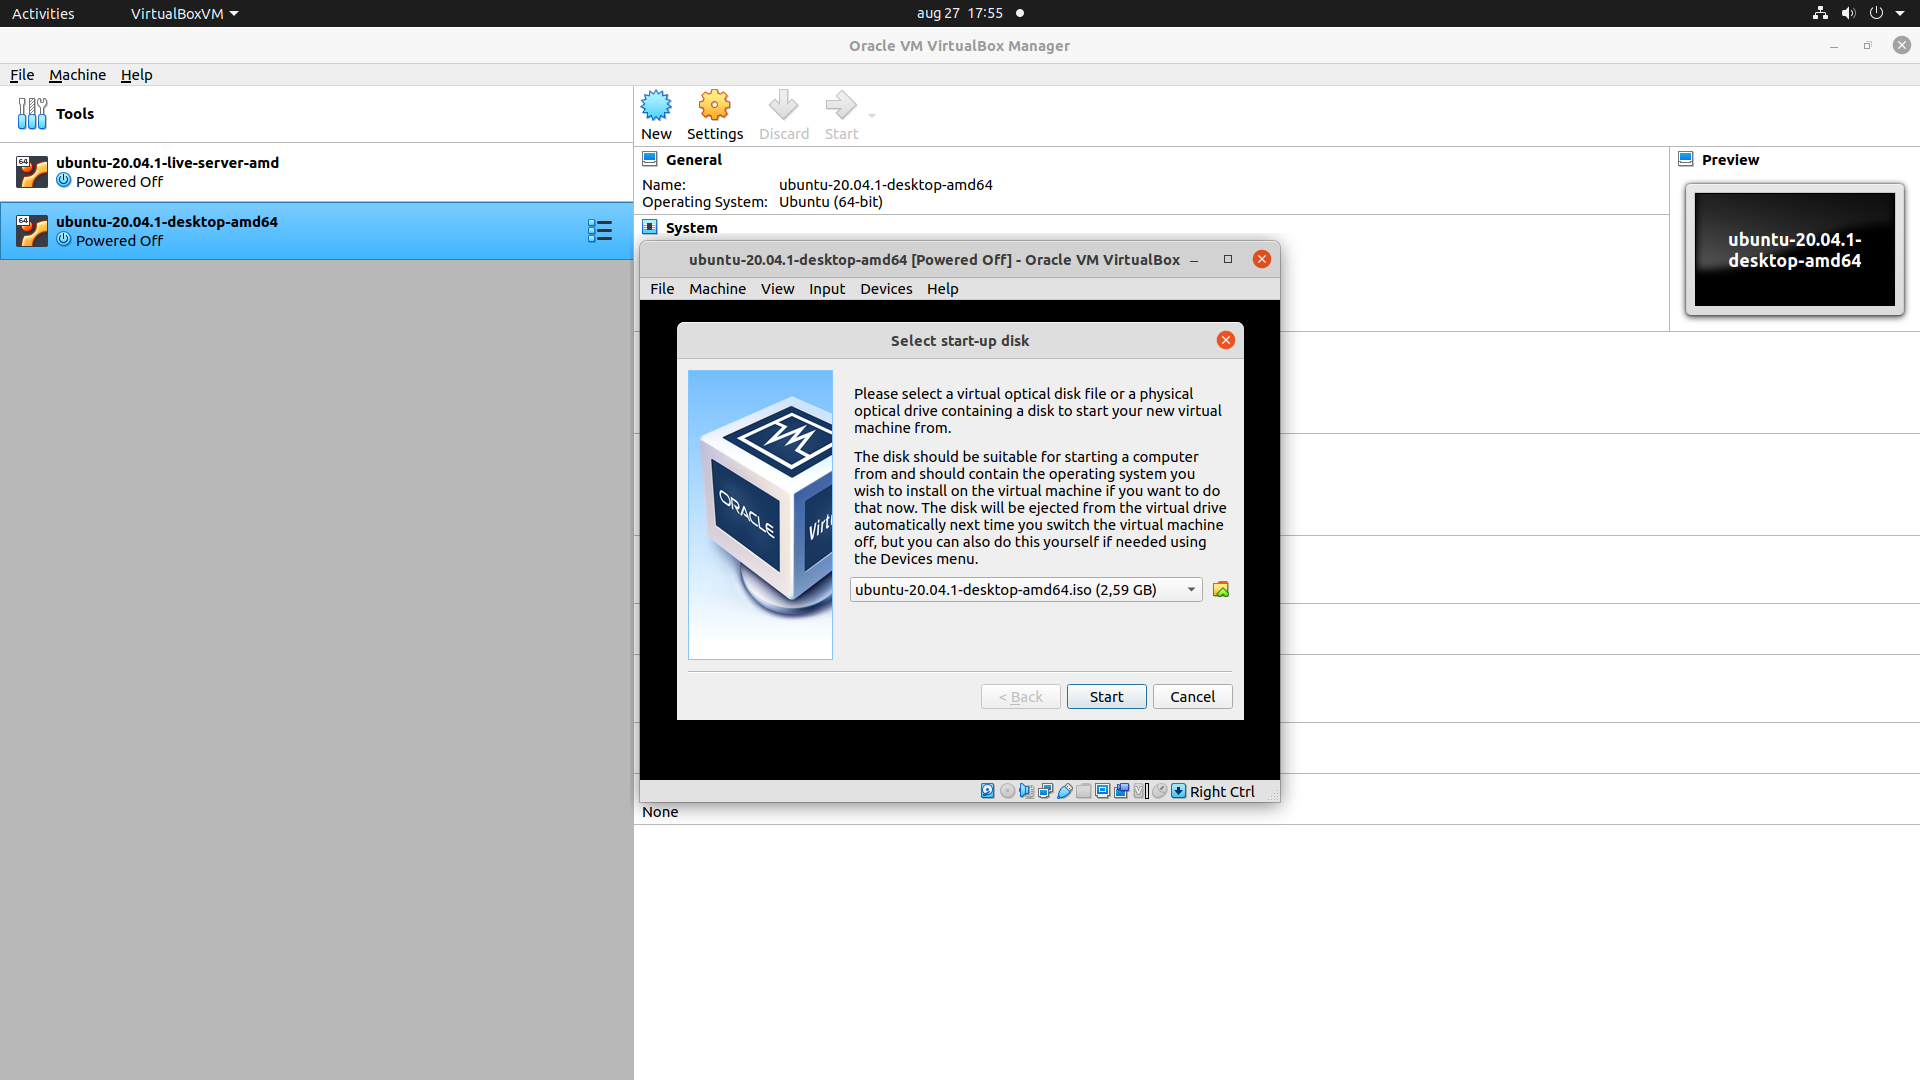 Activities
VirtualBoxVM
aug 27 17:55
Oracle VM VirtualBox Manager
File Machine Help
Tools
New Settings Discard Start
64
ubuntu-20.04.1-live-server-amd
Powered Off
64
ubuntu-20.04.1-desktop-amd64
Powered Off
General
Name: ubuntu-20.04.1-desktop-amd64
Operating System: Ubuntu (64-bit)
System
Preview
ubuntu-20.04.1-
desktop-amd64
ubuntu-20.04.1-desktop-amd64 [Powered Off] - Oracle VM VirtualBox
File Machine View Input Devices Help
Select start-up disk
ORACLE
Virt
Please select a virtual optical disk file or a physical
optical drive containing a disk to start your new virtual
machine from.
The disk should be suitable for starting a computer
from and should contain the operating system you
wish to install on the virtual machine if you want to do
that now. The disk will be ejected from the virtual drive
automatically next time you switch the virtual machine
off, but you can also do this yourself if needed using
the Devices menu.
ubuntu-20.04.1-desktop-amd64.iso (2,59 GB)
< Back Start Cancel
Right Ctrl
None